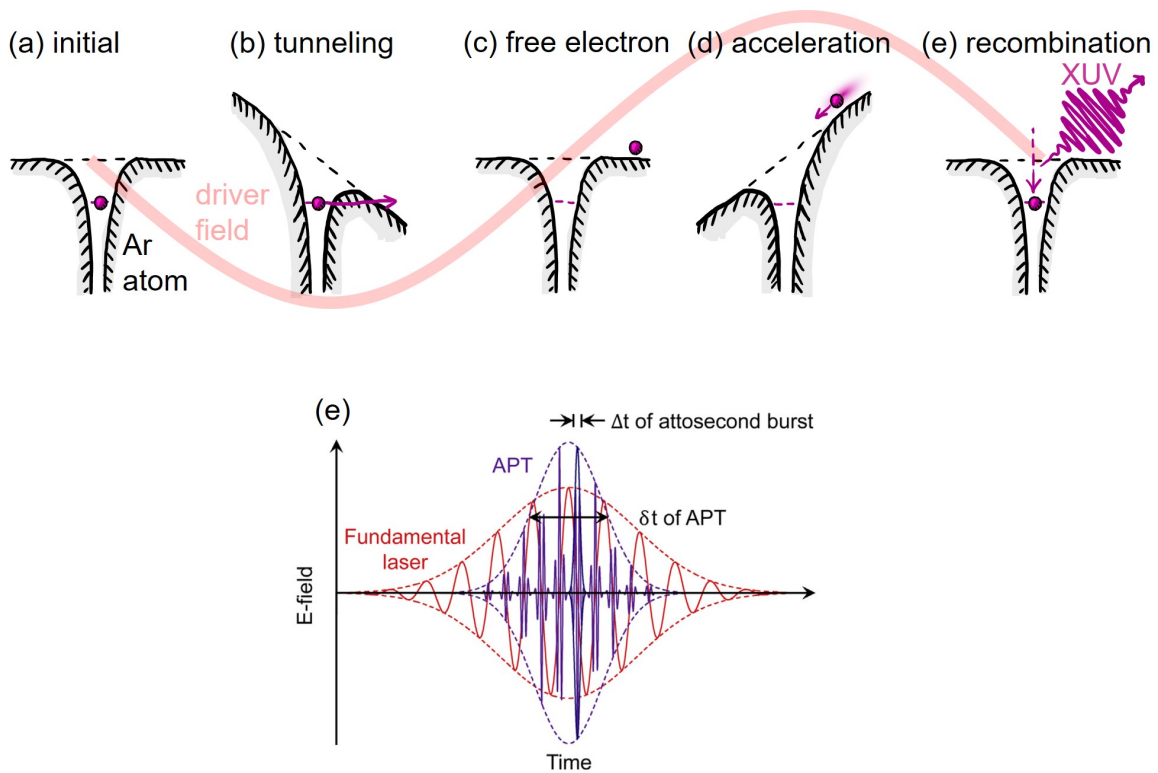 (a) initial
(b) tunneling
(c) free electron
(d) acceleration
(e) recombination
XUV
driver
field
Ar
atom
(e)
Δt of attosecond burst
APT
δt of APT
Fundamental
laser
E-field
Time